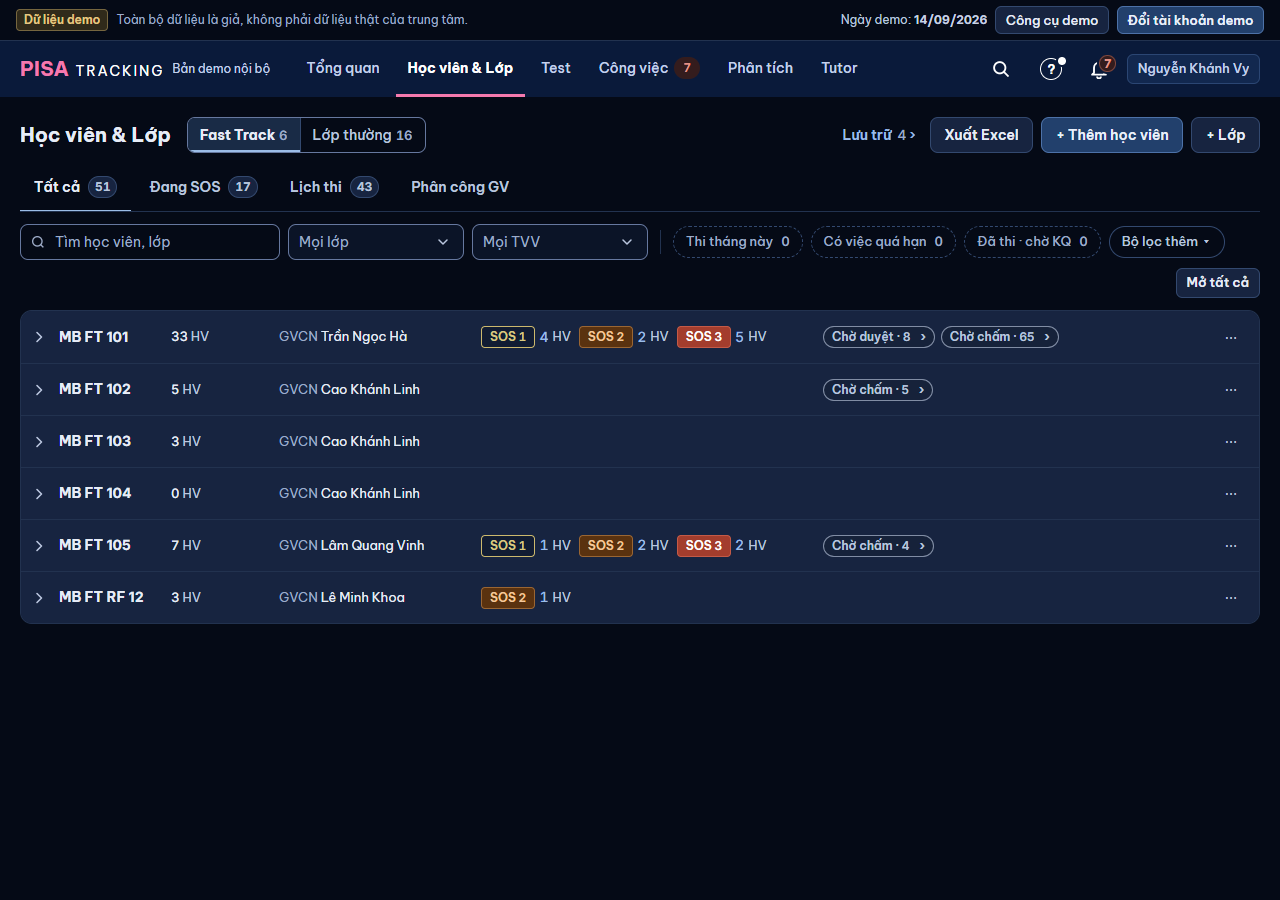 Dữ liệu demo Toàn bộ dữ liệu là giả, không phải dữ liệu thật của trung tâm. Ngày demo: 14/09/2026 Công cụ demo Đổi tài khoản demo
PISA TRACKING Bản demo nội bộ Tổng quan Học viên & Lớp Test Công việc 7 Phân tích Tutor ? 7 Nguyễn Khánh Vy
Học viên & Lớp Fast Track 6 Lớp thường 16 Lưu trữ 4 › Xuất Excel + Thêm học viên + Lớp
Tất cả 51 Đang SOS 17 Lịch thi 43 Phân công GV
Tìm học viên, lớp Mọi lớp Mọi TVV Thi tháng này 0 Có việc quá hạn 0 Đã thi · chờ KQ 0 Bộ lọc thêm
Mở tất cả
MB FT 101 33 HV GVCN Trần Ngọc Hà SOS 1 4 HV SOS 2 2 HV SOS 3 5 HV Chờ duyệt · 8 › Chờ chấm · 65 › ...
MB FT 102 5 HV GVCN Cao Khánh Linh Chờ chấm · 5 › ...
MB FT 103 3 HV GVCN Cao Khánh Linh ...
MB FT 104 0 HV GVCN Cao Khánh Linh ...
MB FT 105 7 HV GVCN Lâm Quang Vinh SOS 1 1 HV SOS 2 2 HV SOS 3 2 HV Chờ chấm · 4 › ...
MB FT RF 12 3 HV GVCN Lê Minh Khoa SOS 2 1 HV ...